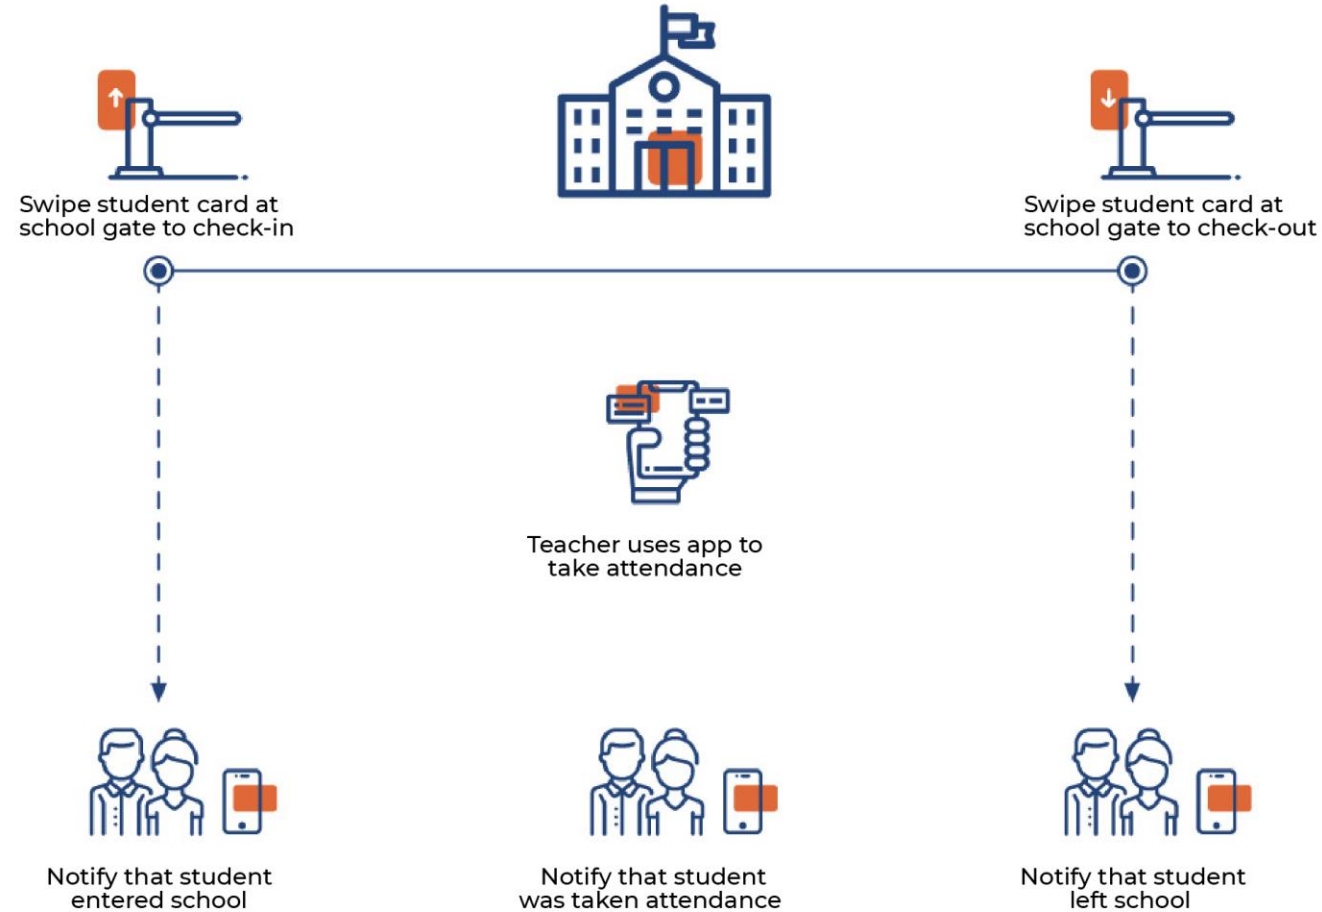 Swipe student card at
school gate to check-in
Swipe student card at
school gate to check-out
Teacher uses app to
take attendance
Notify that student
entered school
Notify that student
was taken attendance
Notify that student
left school